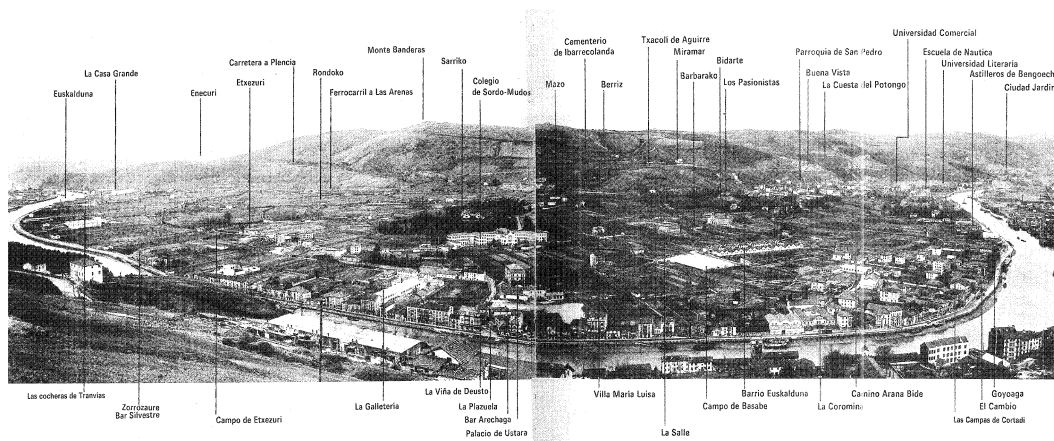 Universidad Comercial
Cementerio
de Ibarrecolanda
Txacoli de Aguirre
Miramar
Parroquia de San Pedro
Escuela de Nautica
Monte Banderas
Carretera a Plencia
Sarriko
Bidarte
Universidad Literaria
La Casa Grande
Etxezuri
Rondoko
Colegio
de Sordo-Mudos
Barbarako
Buena Vista
Astilleros de Bengoech
Euskalduna
Enecuri
Ferrocarril a Las Arenas
Mazo
Berriz
Los Pasionistas
La Cuesta del Potongo
Ciudad Jardin
Las cocheras de Tranvias
Zorrozaure
Bar Silvestre
Campo de Etxezuri
La Galleteria
La Viña de Deusto
La Plazuela
Bar Arechaga
Palacio de Ustara
Villa Maria Luisa
La Salle
Campo de Basabe
Barrio Euskalduna
La Coromina
Camino Arana Bide
Las Campas de Cortadi
El Cambio
Goyoaga